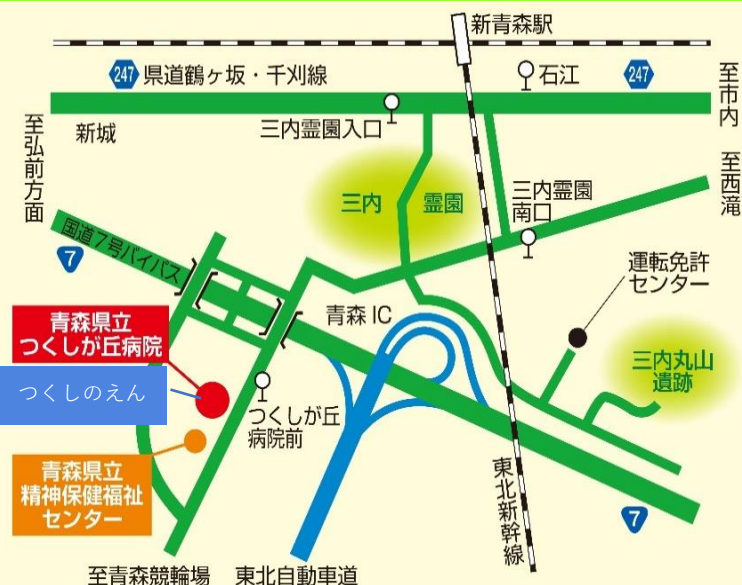 新青森駅
247
県道鶴ヶ坂・千刈線
石江
247
至市内
三内霊園入口
新城
至弘前方面
至西滝
三内 霊園
三内霊園
南口
国道7号バイパス
7
運転免許
センター
青森IC
青森県立
つくしが丘病院
三内丸山
遺跡
つくしのえん
つくしが丘
病院前
青森県立
精神保健福祉
センター
東北新幹線
7
至青森競輪場
東北自動車道